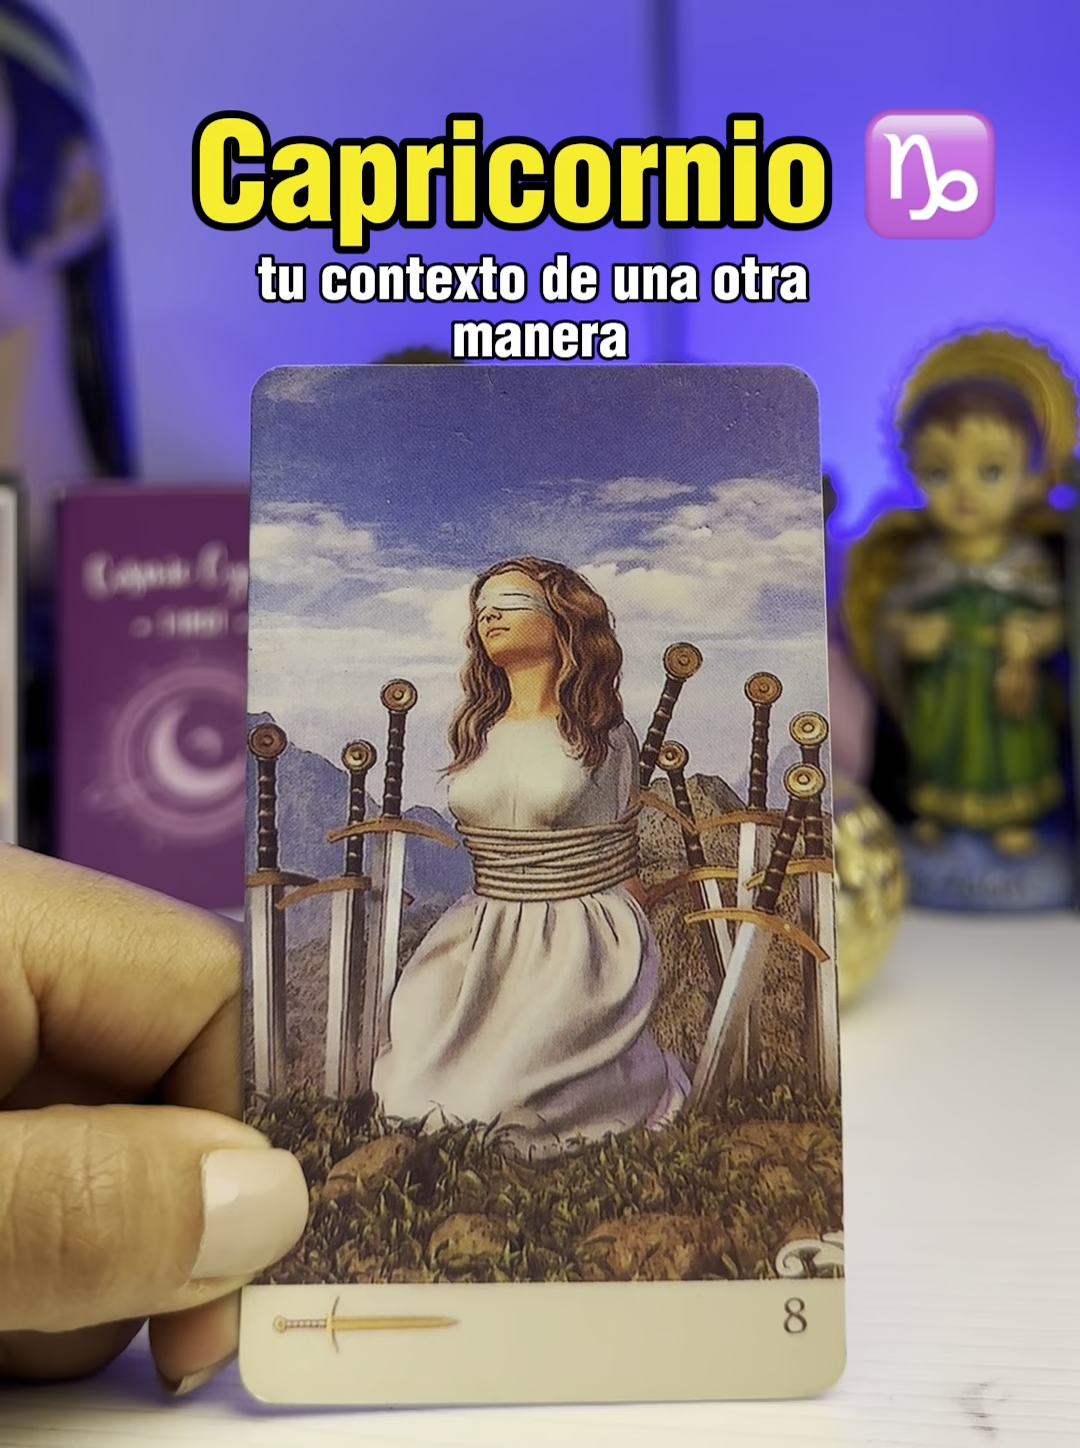 Capricornio ♑
tu contexto de una otra
manera
8